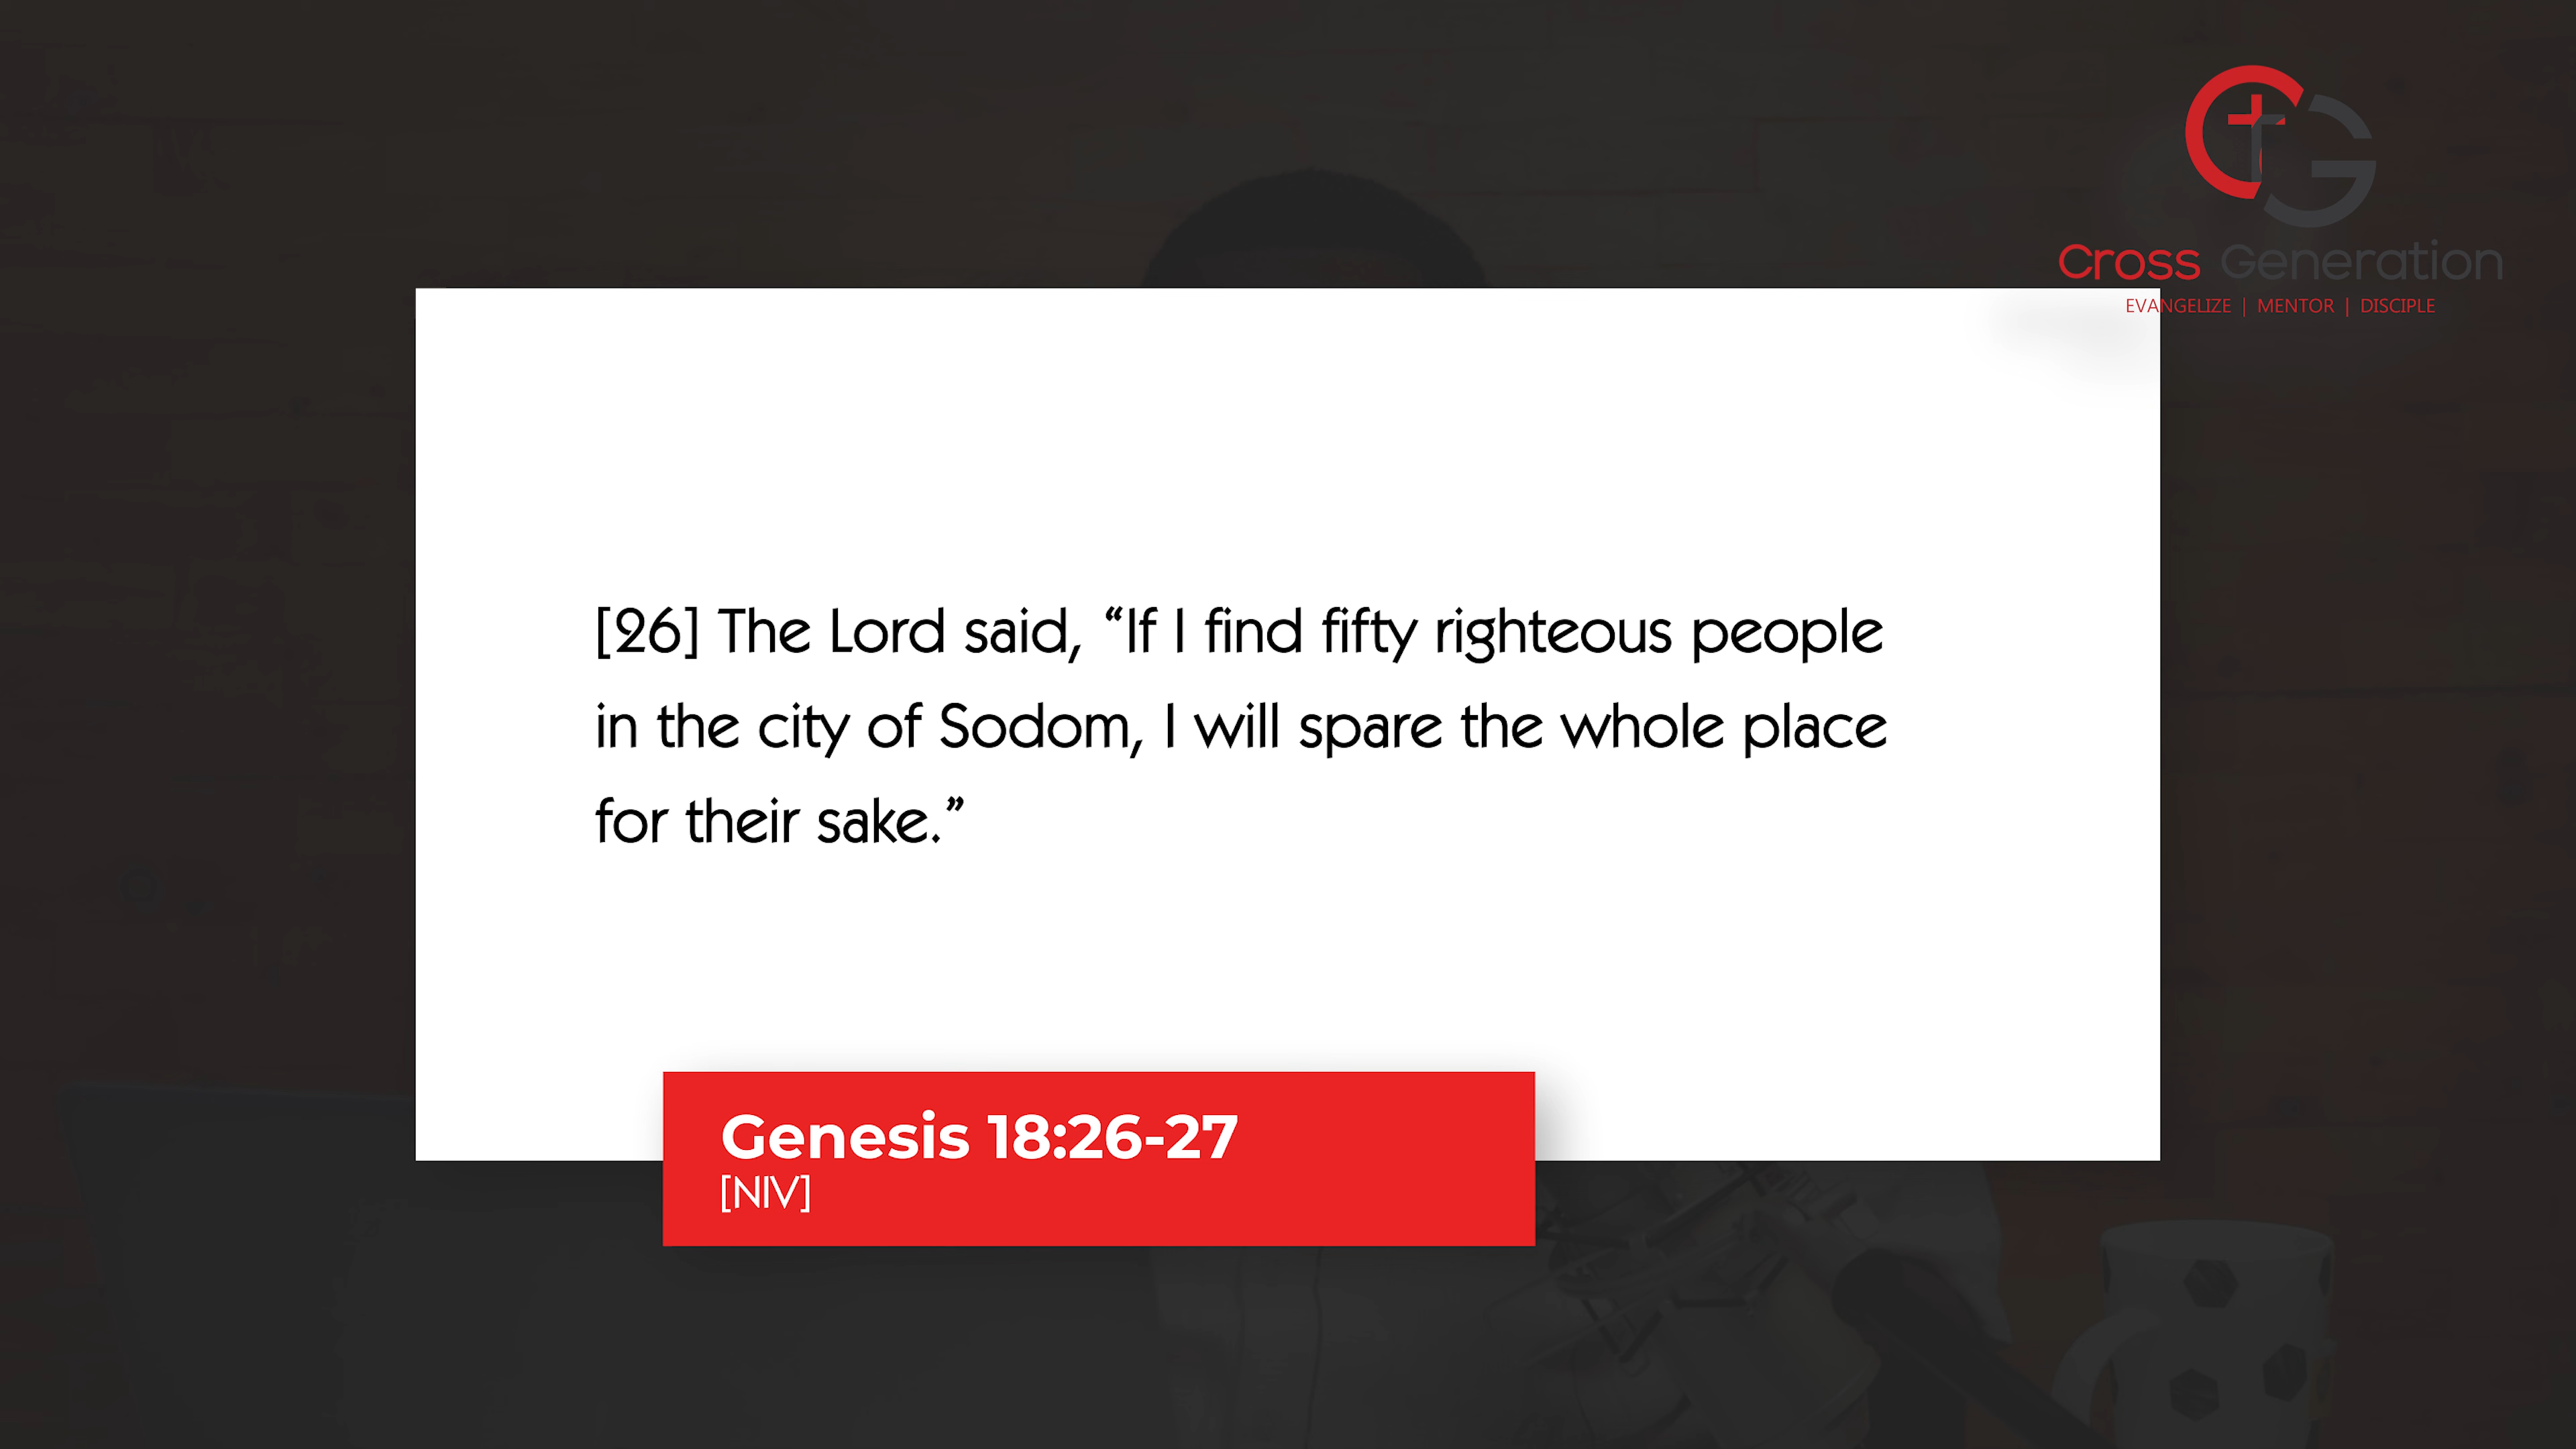 Cross Generation
EVANGELIZE | MENTOR | DISCIPLE
[26] The Lord said, “If I find fifty righteous people
in the city of Sodom, I will spare the whole place
for their sake.”
Genesis 18:26-27
[NIV]